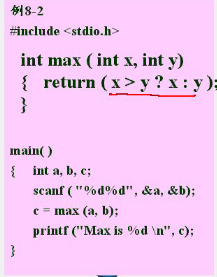 例8-2
#include <stdio.h>
int max ( int x, int y)
{ return ( x > y ? x : y );
}
main( )
{ int a, b, c;
scanf ( "%d%d", &a, &b);
c = max (a, b);
printf ("Max is %d \n", c);
}